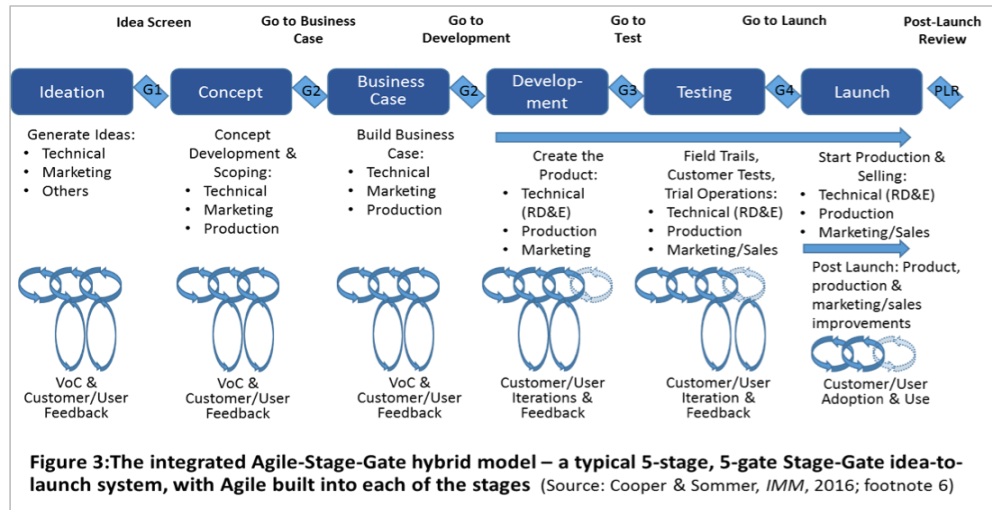 Idea Screen
Go to Business
Case
Go to
Development
Go to
Test
Go to Launch
Post-Launch
Review
Ideation
G1
Concept
G2
Business
Case
G2
Develop-
ment
G3
Testing
G4
Launch
PLR
Generate Ideas:
• Technical
• Marketing
• Others
Concept
Development &
Scoping:
• Technical
• Marketing
• Production
Build Business
Case:
• Technical
• Marketing
• Production
Create the
Product:
• Technical
(RD&E)
• Production
• Marketing
Field Trails,
Customer Tests,
Trial Operations:
• Technical (RD&E)
• Production
• Marketing/Sales
Start Production &
Selling:
• Technical (RD&E)
• Production
• Marketing/Sales
Post Launch: Product,
production &
marketing/sales
improvements
VoC &
Customer/User
Feedback
VoC &
Customer/User
Feedback
VoC &
Customer/User
Feedback
Customer/User
Iterations &
Feedback
Customer/User
Iteration &
Feedback
Customer/User
Adoption & Use
Figure 3:The integrated Agile-Stage-Gate hybrid model – a typical 5-stage, 5-gate Stage-Gate idea-to-
launch system, with Agile built into each of the stages (Source: Cooper & Sommer, IMM, 2016; footnote 6)